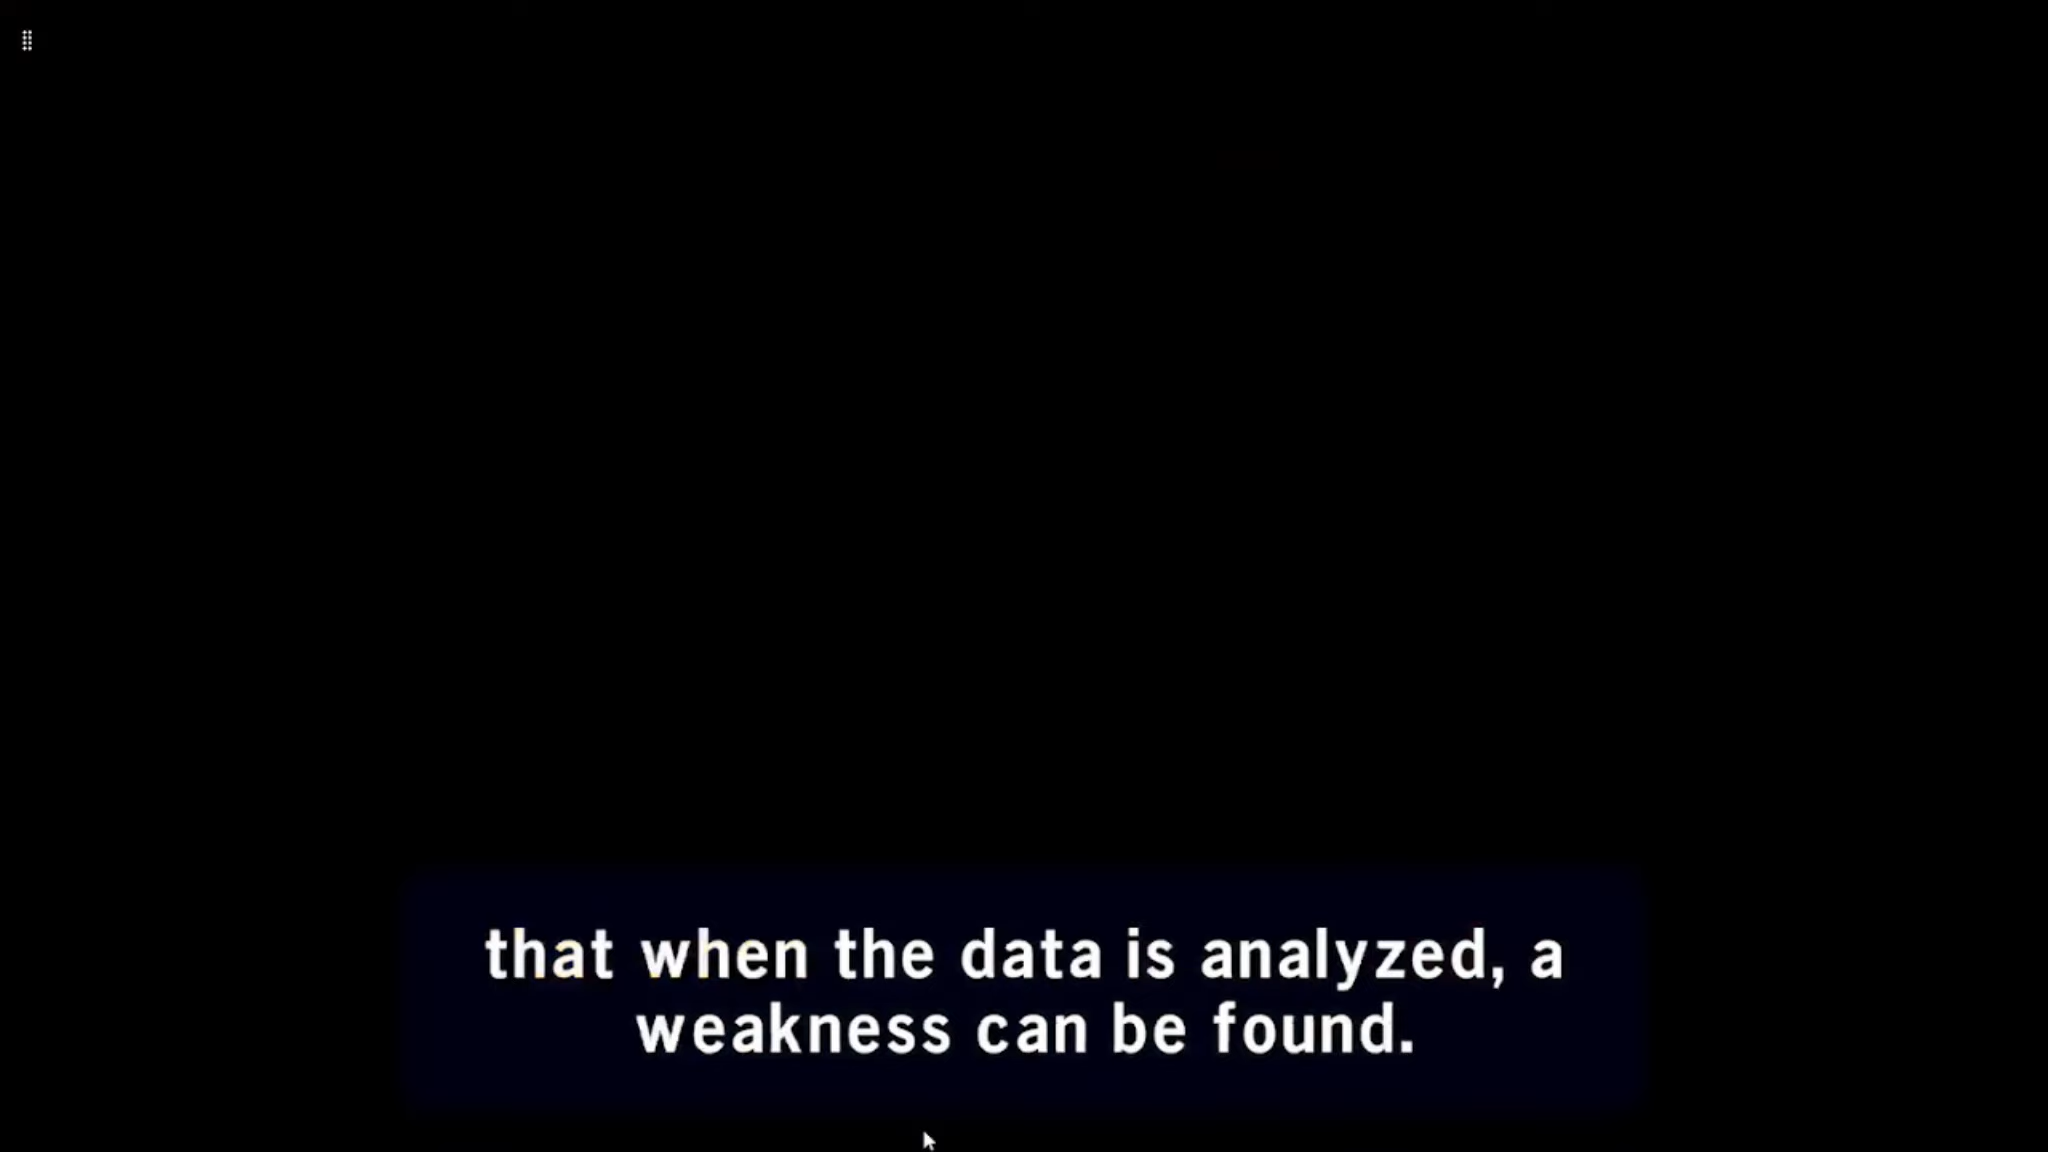 that when the data is analyzed, a
weakness can be found.